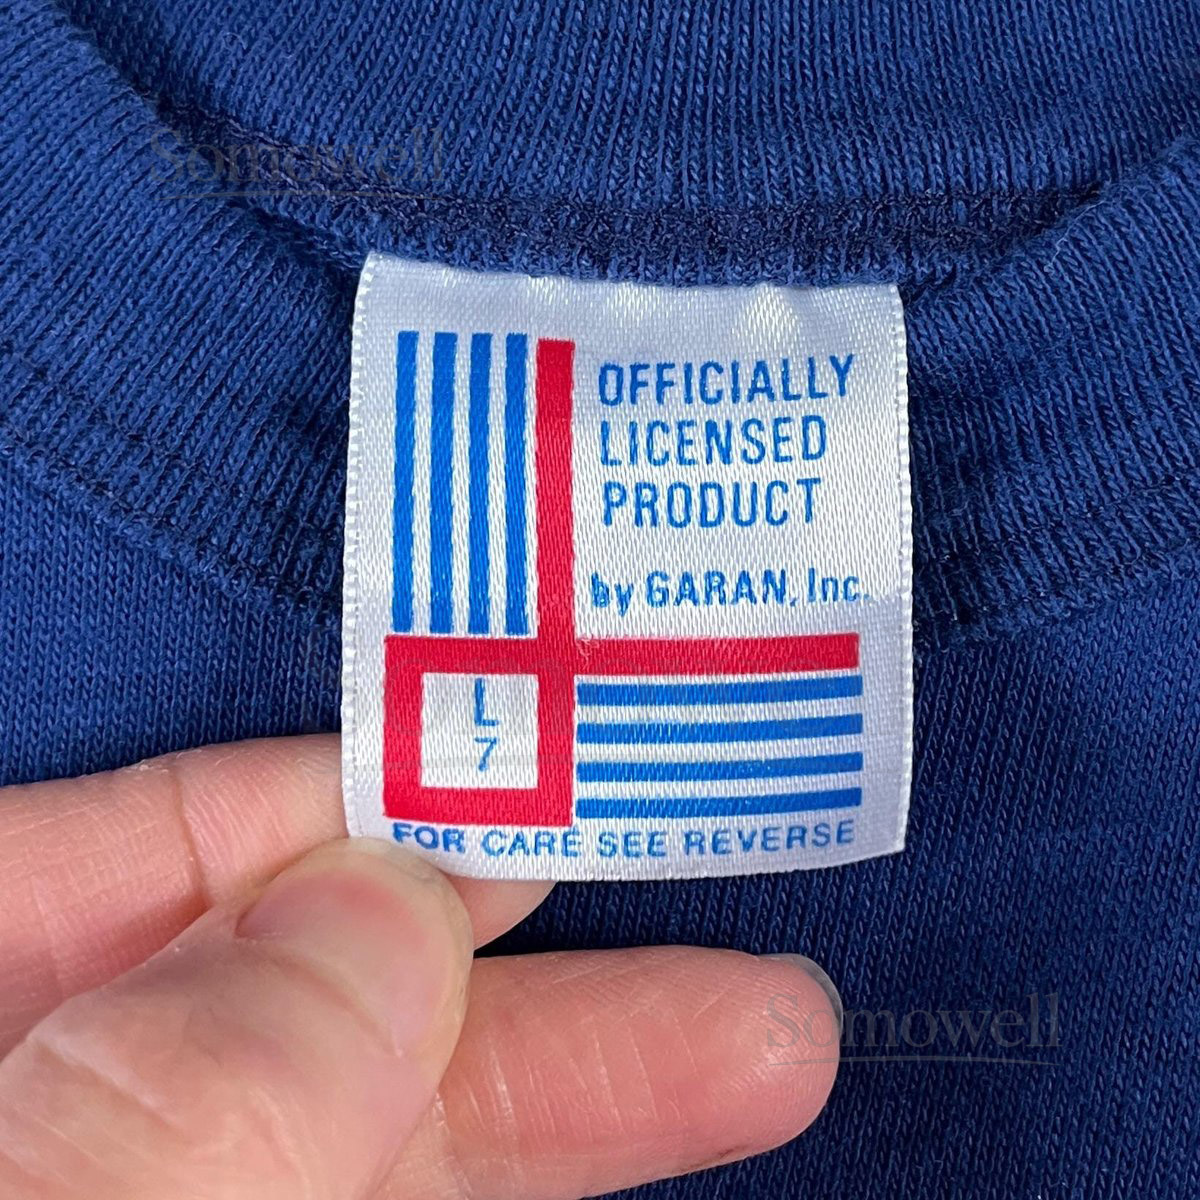 Somowell
OFFICIALLY
LICENSED
PRODUCT
by GARAN, Inc.
L
7
FOR CARE SEE REVERSE
Somowell